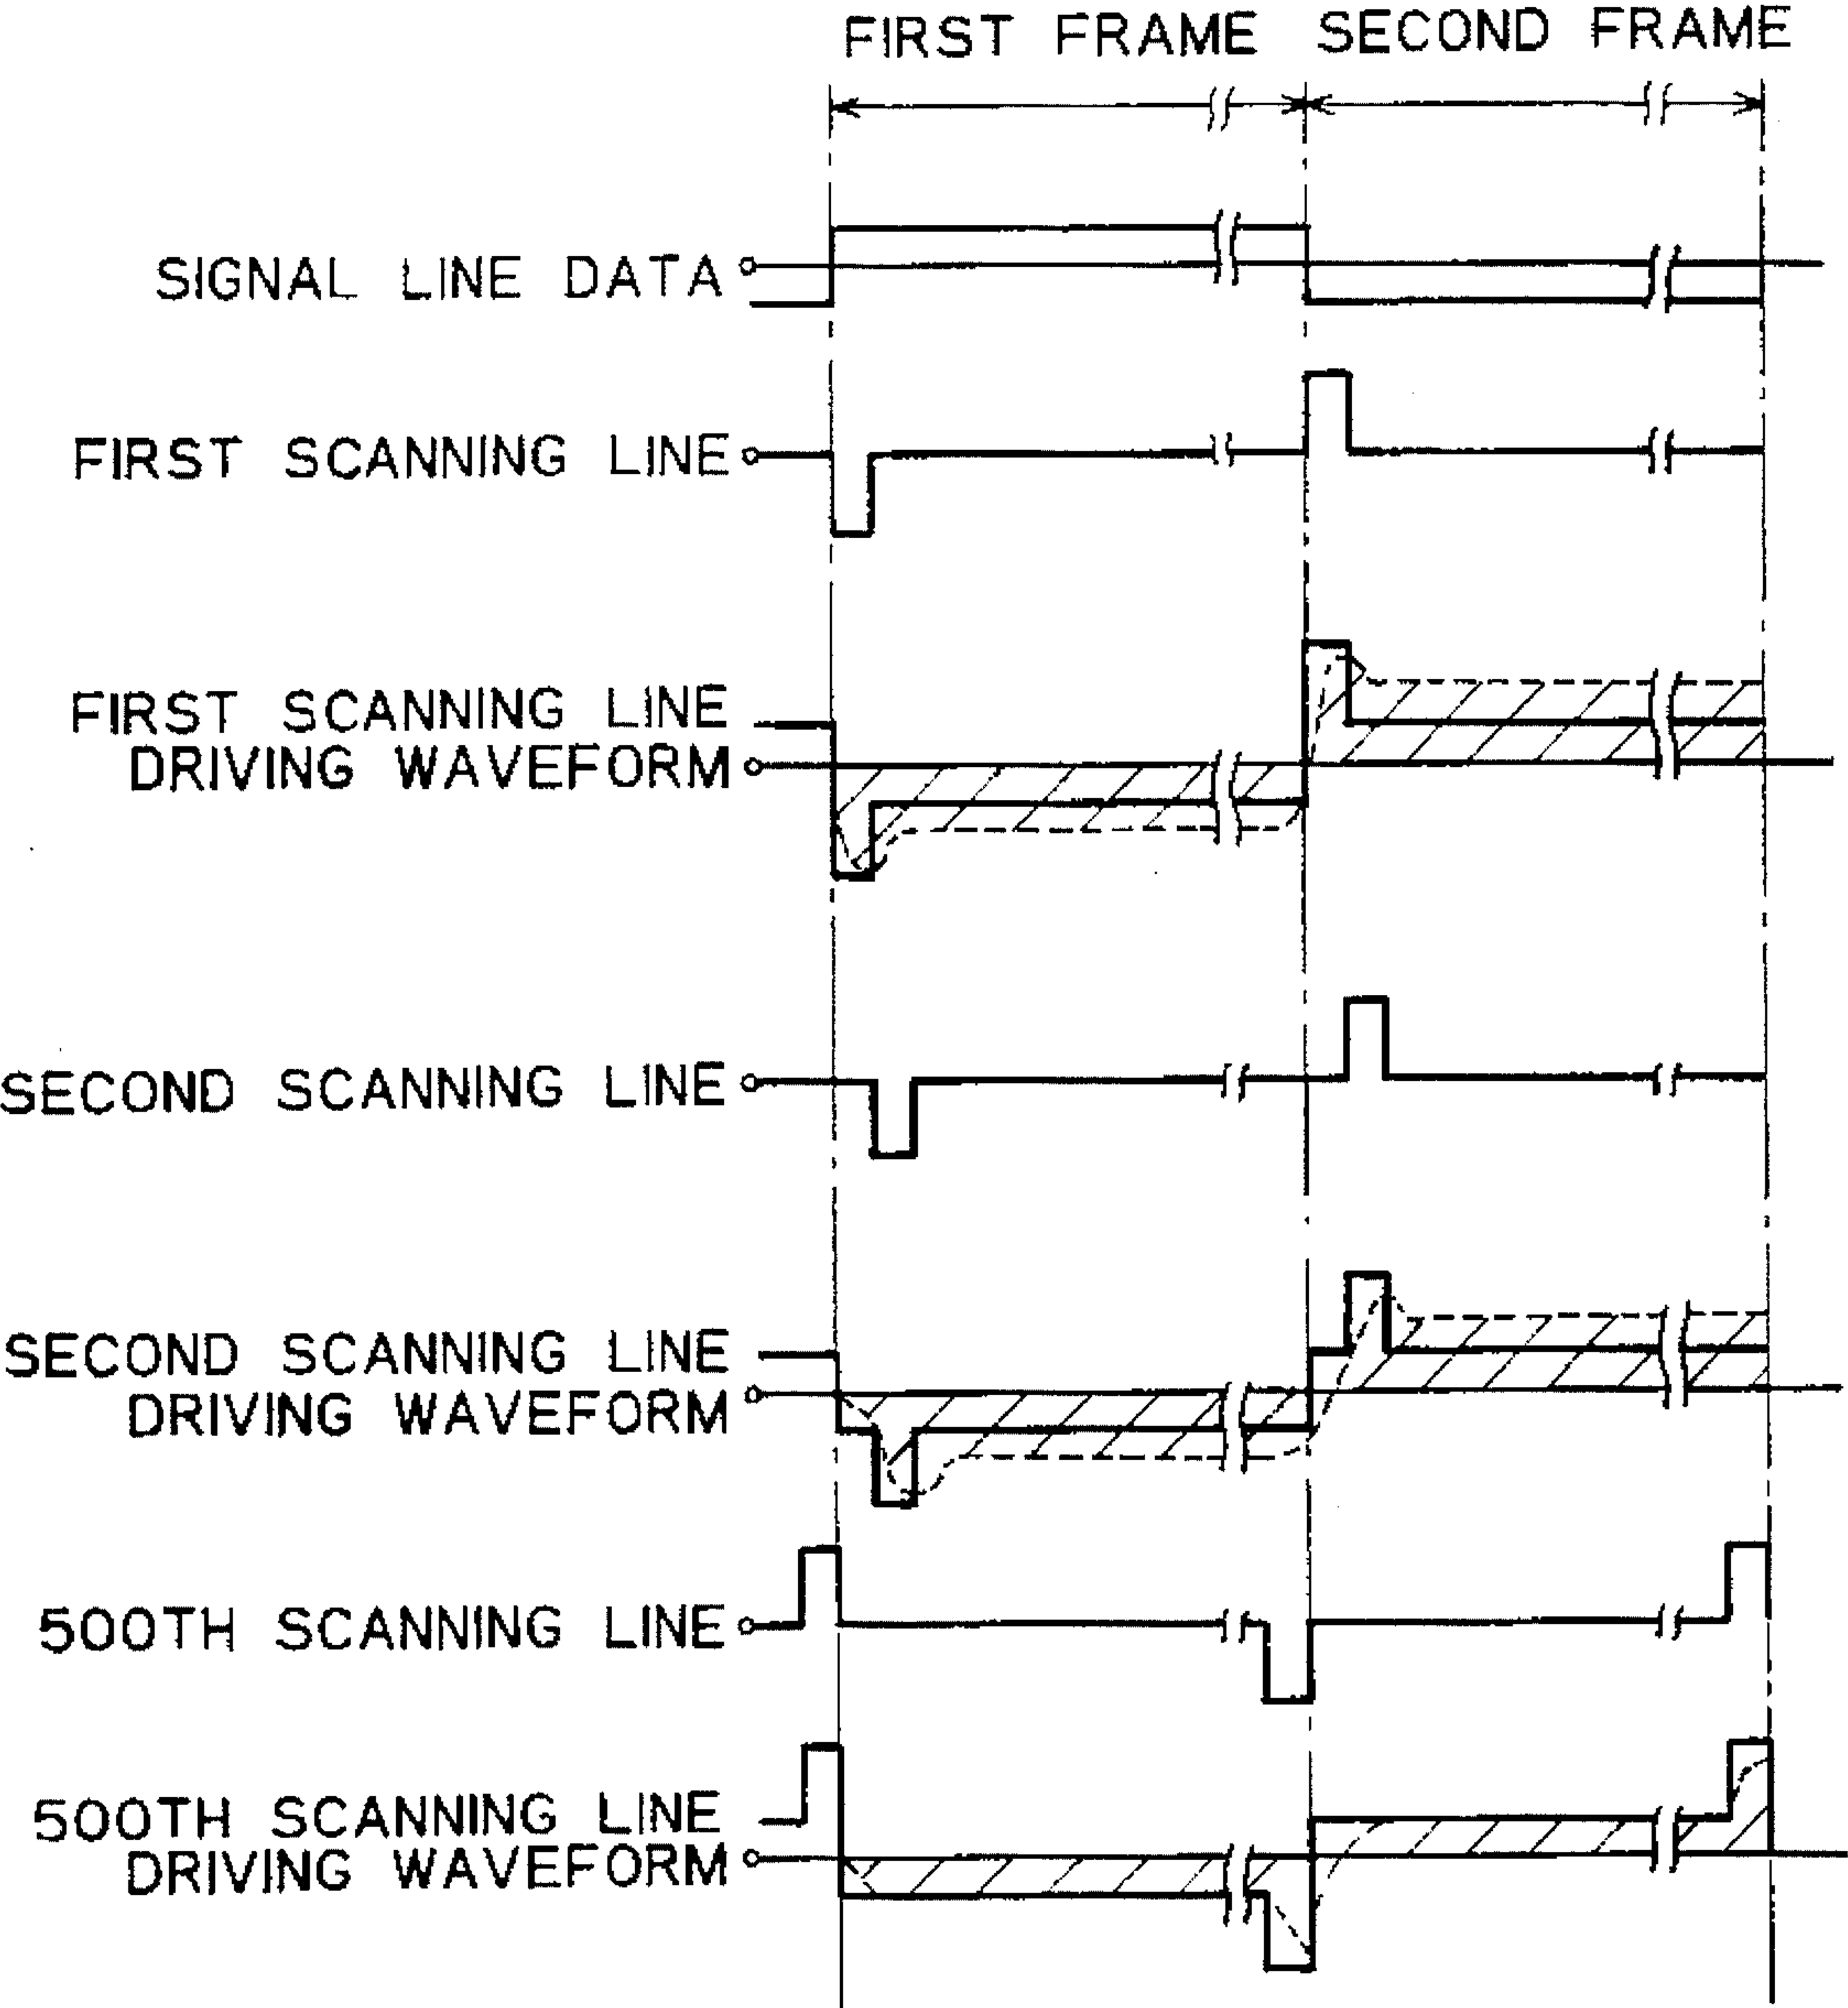 FIRST FRAME SECOND FRAME
SIGNAL LINE DATA
FIRST SCANNING LINE
FIRST SCANNING LINE
DRIVING WAVEFORM
SECOND SCANNING LINE
SECOND SCANNING LINE
DRIVING WAVEFORM
500TH SCANNING LINE
500TH SCANNING LINE
DRIVING WAVEFORM